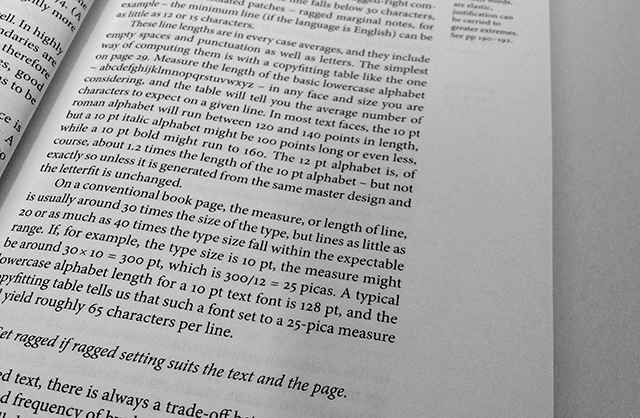 74. (A
ghtly more
ell. In highly
ndaries are
therefore
es, good
ns to be
ce is
A
line falls below 30 characters,
example – the minimum line (if the language is English) can be
as little as 12 or 15 characters.
These line lengths are in every case averages, and they include
empty spaces and punctuation as well as letters. The simplest
way of computing them is with a copyfitting table like the one
on page 29. Measure the length of the basic lowercase alphabet
– abcdefghijklmnopqrstuvwxyz – in any face and size you are
considering, and the table will tell you the average number of
characters to expect on a given line. In most text faces, the 10 pt
roman alphabet will run between 120 and 140 points in length,
but a 10 pt italic alphabet might be 100 points long or even less,
while a 10 pt bold might run to 160. The 12 pt alphabet is, of
course, about 1.2 times the length of the 10 pt alphabet – but not
exactly so unless it is generated from the same master design and
the letterfit is unchanged.
On a conventional book page, the measure, or length of line,
is usually around 30 times the size of the type, but lines as little as
20 or as much as 40 times the type size fall within the expectable
range. If, for example, the type size is 10 pt, the measure might
be around 30 × 10 = 300 pt, which is 300/12 = 25 picas. A typical
owercase alphabet length for a 10 pt text font is 128 pt, and the
pyfitting table tells us that such a font set to a 25-pica measure
yield roughly 65 characters per line.
et ragged if ragged setting suits the text and the page.
ed text, there is always a trade-off
d frequency of
are elastic,
justification can
be carried to
greater extremes.
See pp 190–192.